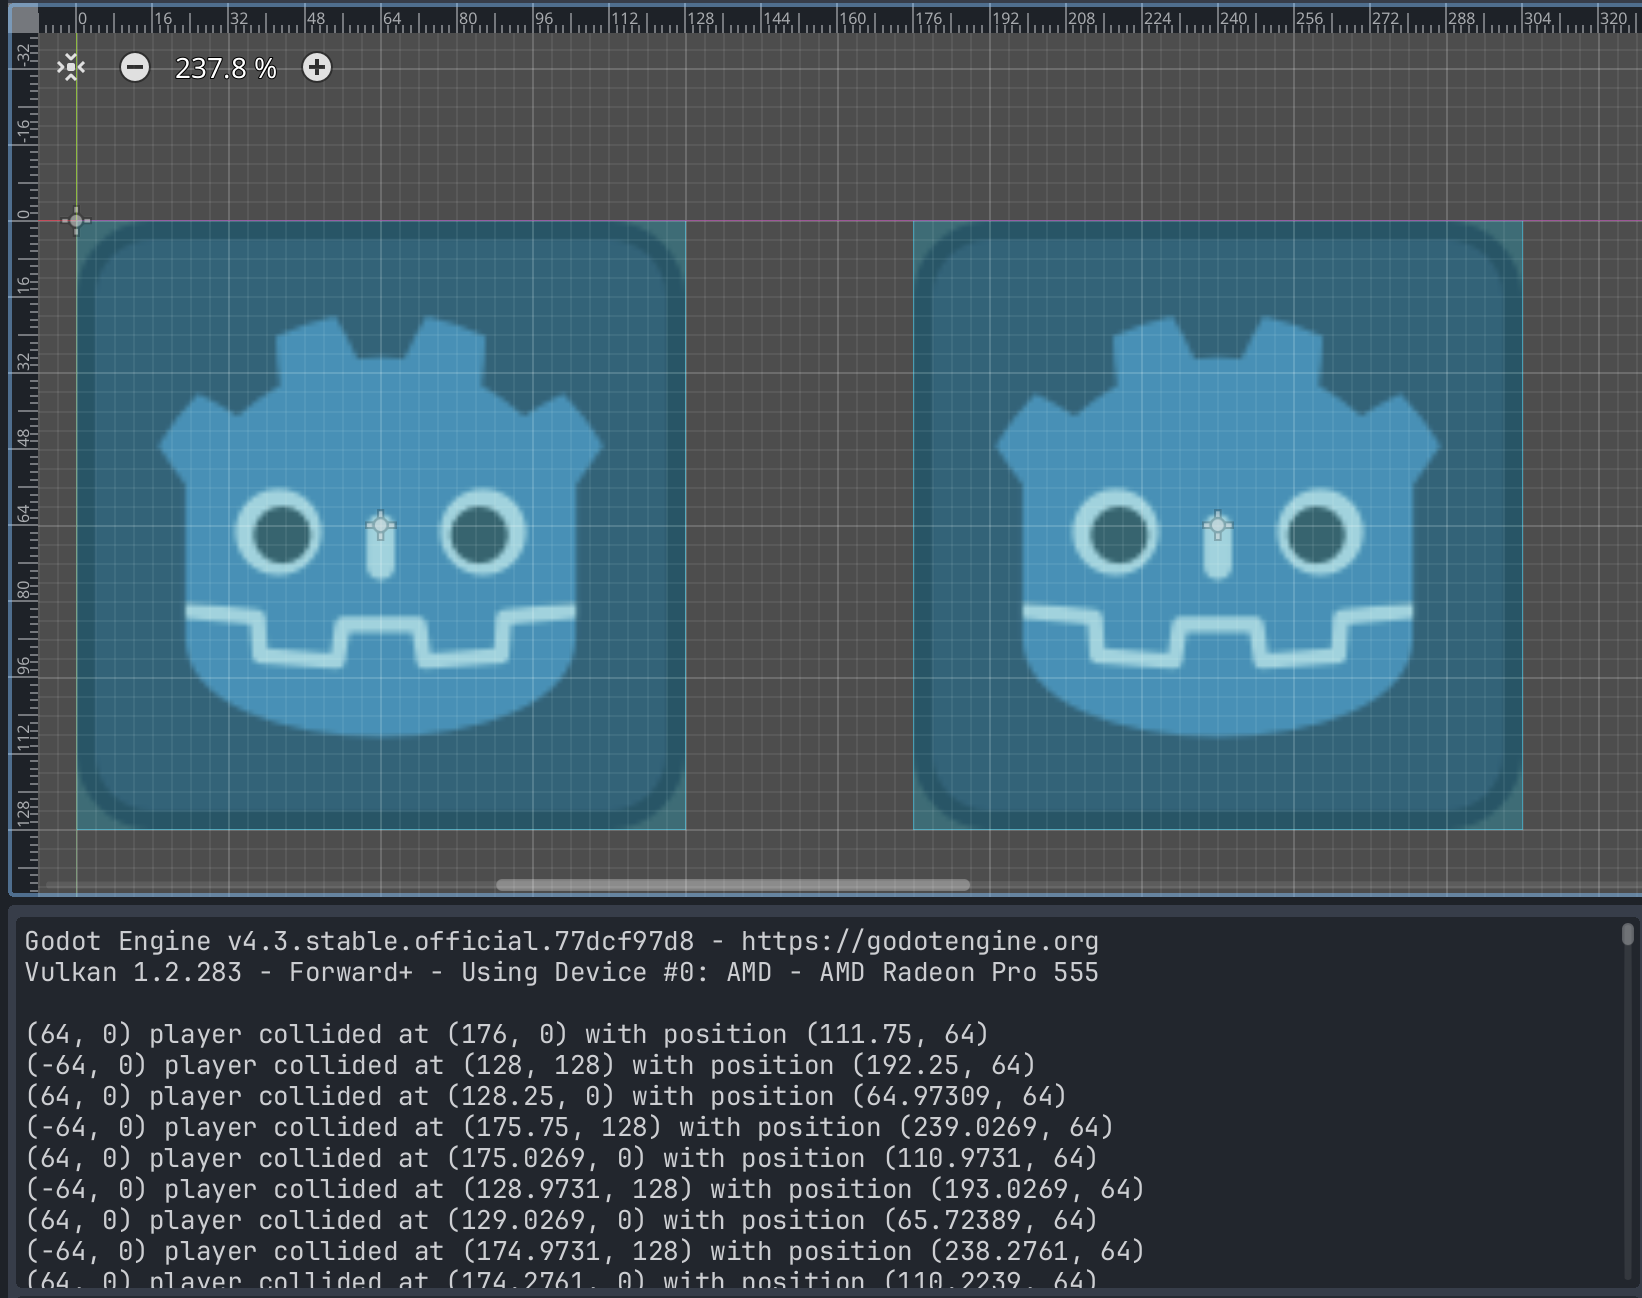 0 16 32 48 64 80 96 112 128 144 160 176 192 208 224 240 256 272 288 304 320
-32
237.8 %
-16
0
16
32
48
64
80
96
112
128
Godot Engine v4.3.stable.official.77dcf97d8 - https://godotengine.org
Vulkan 1.2.283 - Forward+ - Using Device #0: AMD - AMD Radeon Pro 555
(64, 0) player collided at (176, 0) with position (111.75, 64)
(-64, 0) player collided at (128, 128) with position (192.25, 64)
(64, 0) player collided at (128.25, 0) with position (64.97309, 64)
(-64, 0) player collided at (175.75, 128) with position (239.0269, 64)
(64, 0) player collided at (175.0269, 0) with position (110.9731, 64)
(-64, 0) player collided at (128.9731, 128) with position (193.0269, 64)
(64, 0) player collided at (129.0269, 0) with position (65.72389, 64)
(-64, 0) player collided at (174.9731, 128) with position (238.2761, 64)
(64, 0) player collided at (174.2761, 0) with position (110.2239, 64)